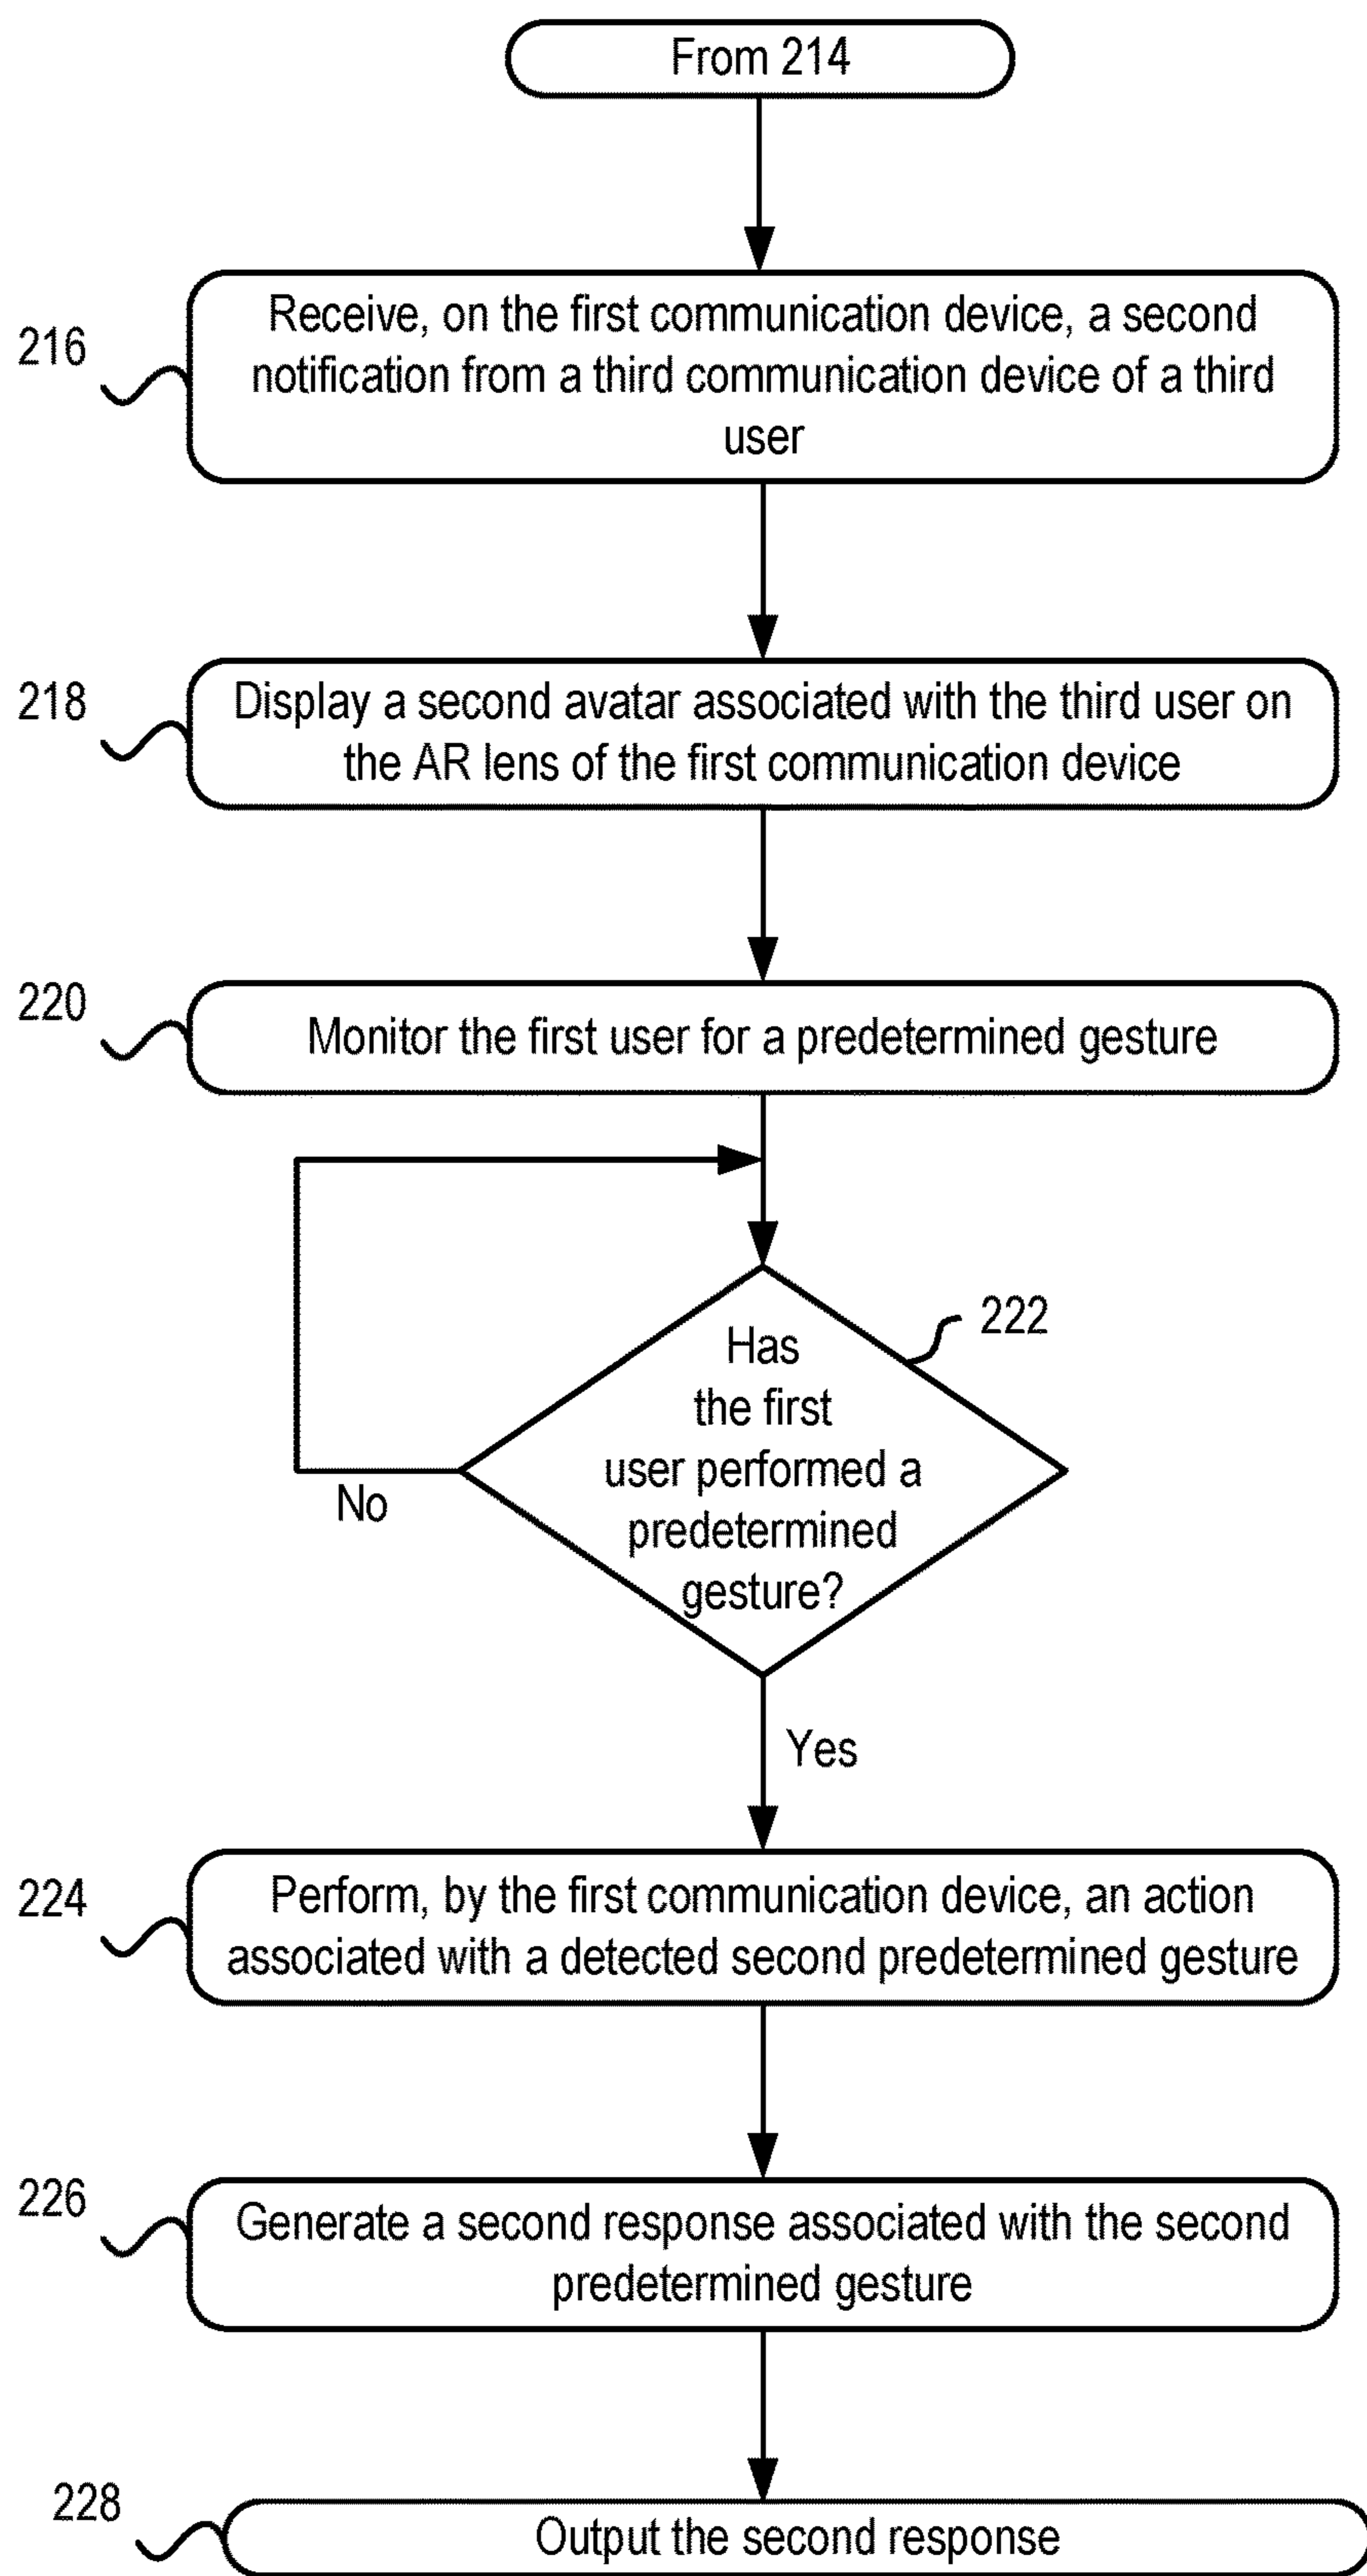 From 214
216
Receive, on the first communication device, a second
notification from a third communication device of a third
user
218
Display a second avatar associated with the third user on
the AR lens of the first communication device
220
Monitor the first user for a predetermined gesture
222
Has
the first
user performed a
predetermined
gesture?
No
Yes
224
Perform, by the first communication device, an action
associated with a detected second predetermined gesture
226
Generate a second response associated with the second
predetermined gesture
228
Output the second response